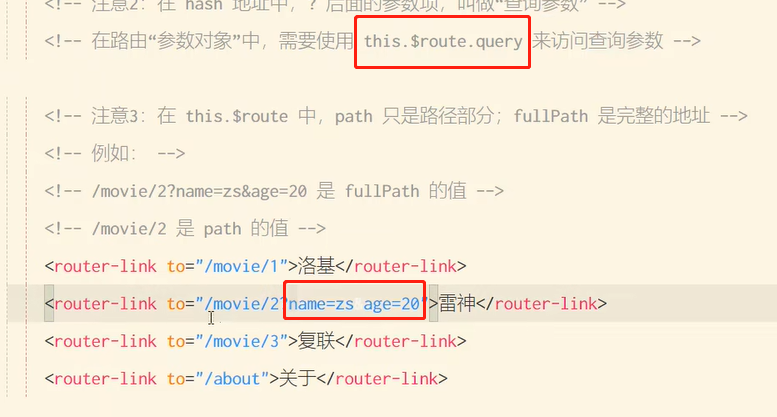 <!-- 注意2：在 hash 地址中，? 后面的参数项，叫做“查询参数” -->
<!-- 在路由“参数对象”中，需要使用 this.$route.query 来访问查询参数 -->
<!-- 注意3：在 this.$route 中，path 只是路径部分；fullPath 是完整的地址 -->
<!-- 例如： -->
<!-- /movie/2?name=zs&age=20 是 fullPath 的值 -->
<!-- /movie/2 是 path 的值 -->
<router-link to="/movie/1">洛基</router-link>
<router-link to="/movie/2?name=zs age=20">雷神</router-link>
<router-link to="/movie/3">复联</router-link>
<router-link to="/about">关于</router-link>